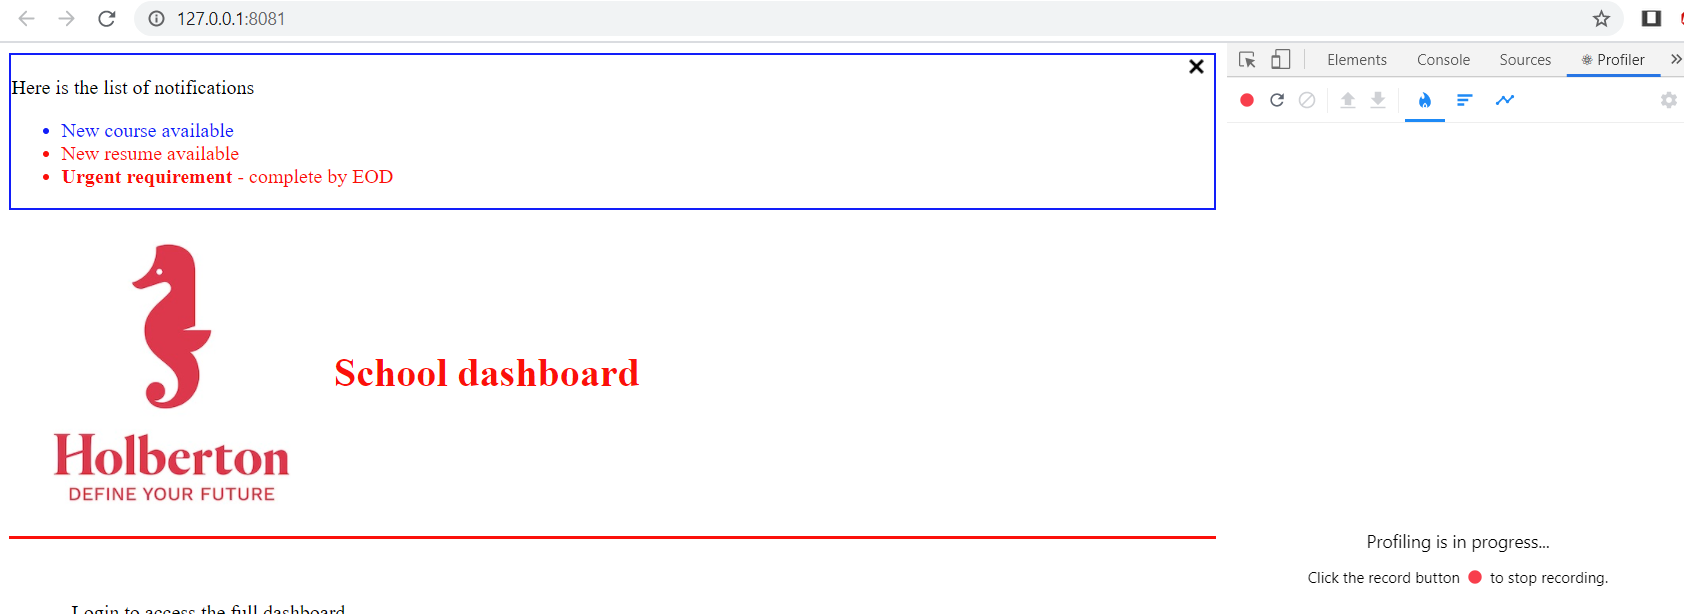 127.0.0.1:8081
Elements Console Sources Profiler
Here is the list of notifications
New course available
New resume available
Urgent requirement - complete by EOD
School dashboard
Holberton
DEFINE YOUR FUTURE
Profiling is in progress...
Click the record button to stop recording.
Login to access the full dashboard